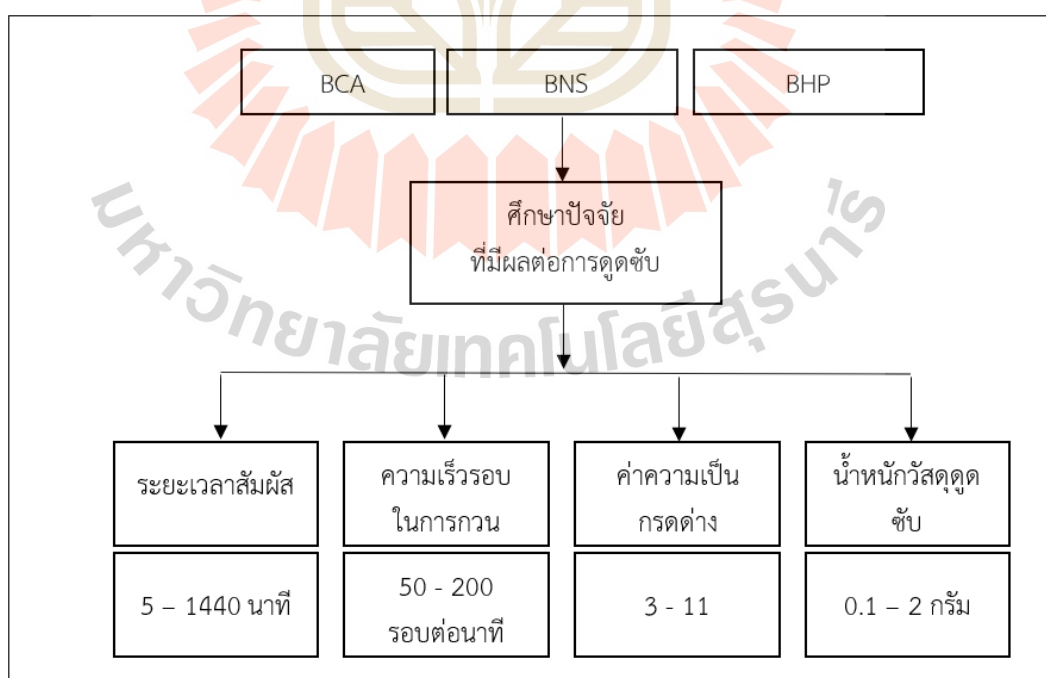 BCA
BNS
BHP
ศึกษาปัจจัย
ที่มีผลต่อการดูดซับ
มหาวิทยาลัยเทคโนโลยีสุรนารี
ระยะเวลาสัมผัส
ความเร็วรอบ
ในการกวน
ค่าความเป็น
กรดด่าง
น้ำหนักวัสดุดูด
ซับ
5 – 1440 นาที
50 - 200
รอบต่อนาที
3 - 11
0.1 – 2 กรัม